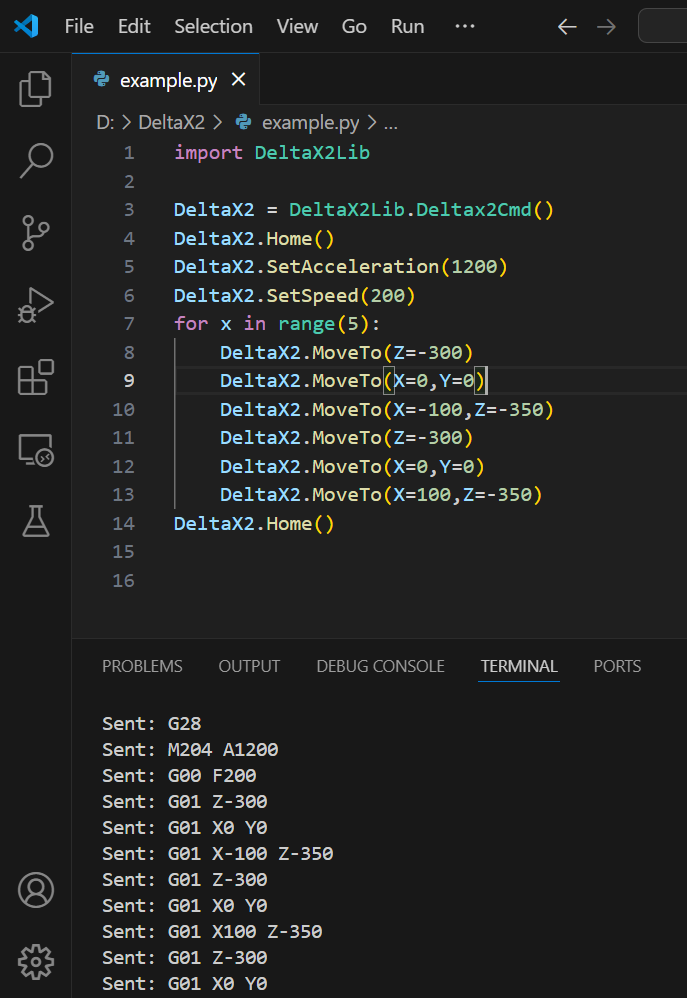 File Edit Selection View Go Run ···
example.py
D: > DeltaX2 > example.py > ...
1 import DeltaX2Lib
2
3 DeltaX2 = DeltaX2Lib.Deltax2Cmd()
4 DeltaX2.Home()
5 DeltaX2.SetAcceleration(1200)
6 DeltaX2.SetSpeed(200)
7 for x in range(5):
8     DeltaX2.MoveTo(Z=-300)
9     DeltaX2.MoveTo(X=0,Y=0)
10     DeltaX2.MoveTo(X=-100,Z=-350)
11     DeltaX2.MoveTo(Z=-300)
12     DeltaX2.MoveTo(X=0,Y=0)
13     DeltaX2.MoveTo(X=100,Z=-350)
14 DeltaX2.Home()
15
16
PROBLEMS OUTPUT DEBUG CONSOLE TERMINAL PORTS
Sent: G28
Sent: M204 A1200
Sent: G00 F200
Sent: G01 Z-300
Sent: G01 X0 Y0
Sent: G01 X-100 Z-350
Sent: G01 Z-300
Sent: G01 X0 Y0
Sent: G01 X100 Z-350
Sent: G01 Z-300
Sent: G01 X0 Y0